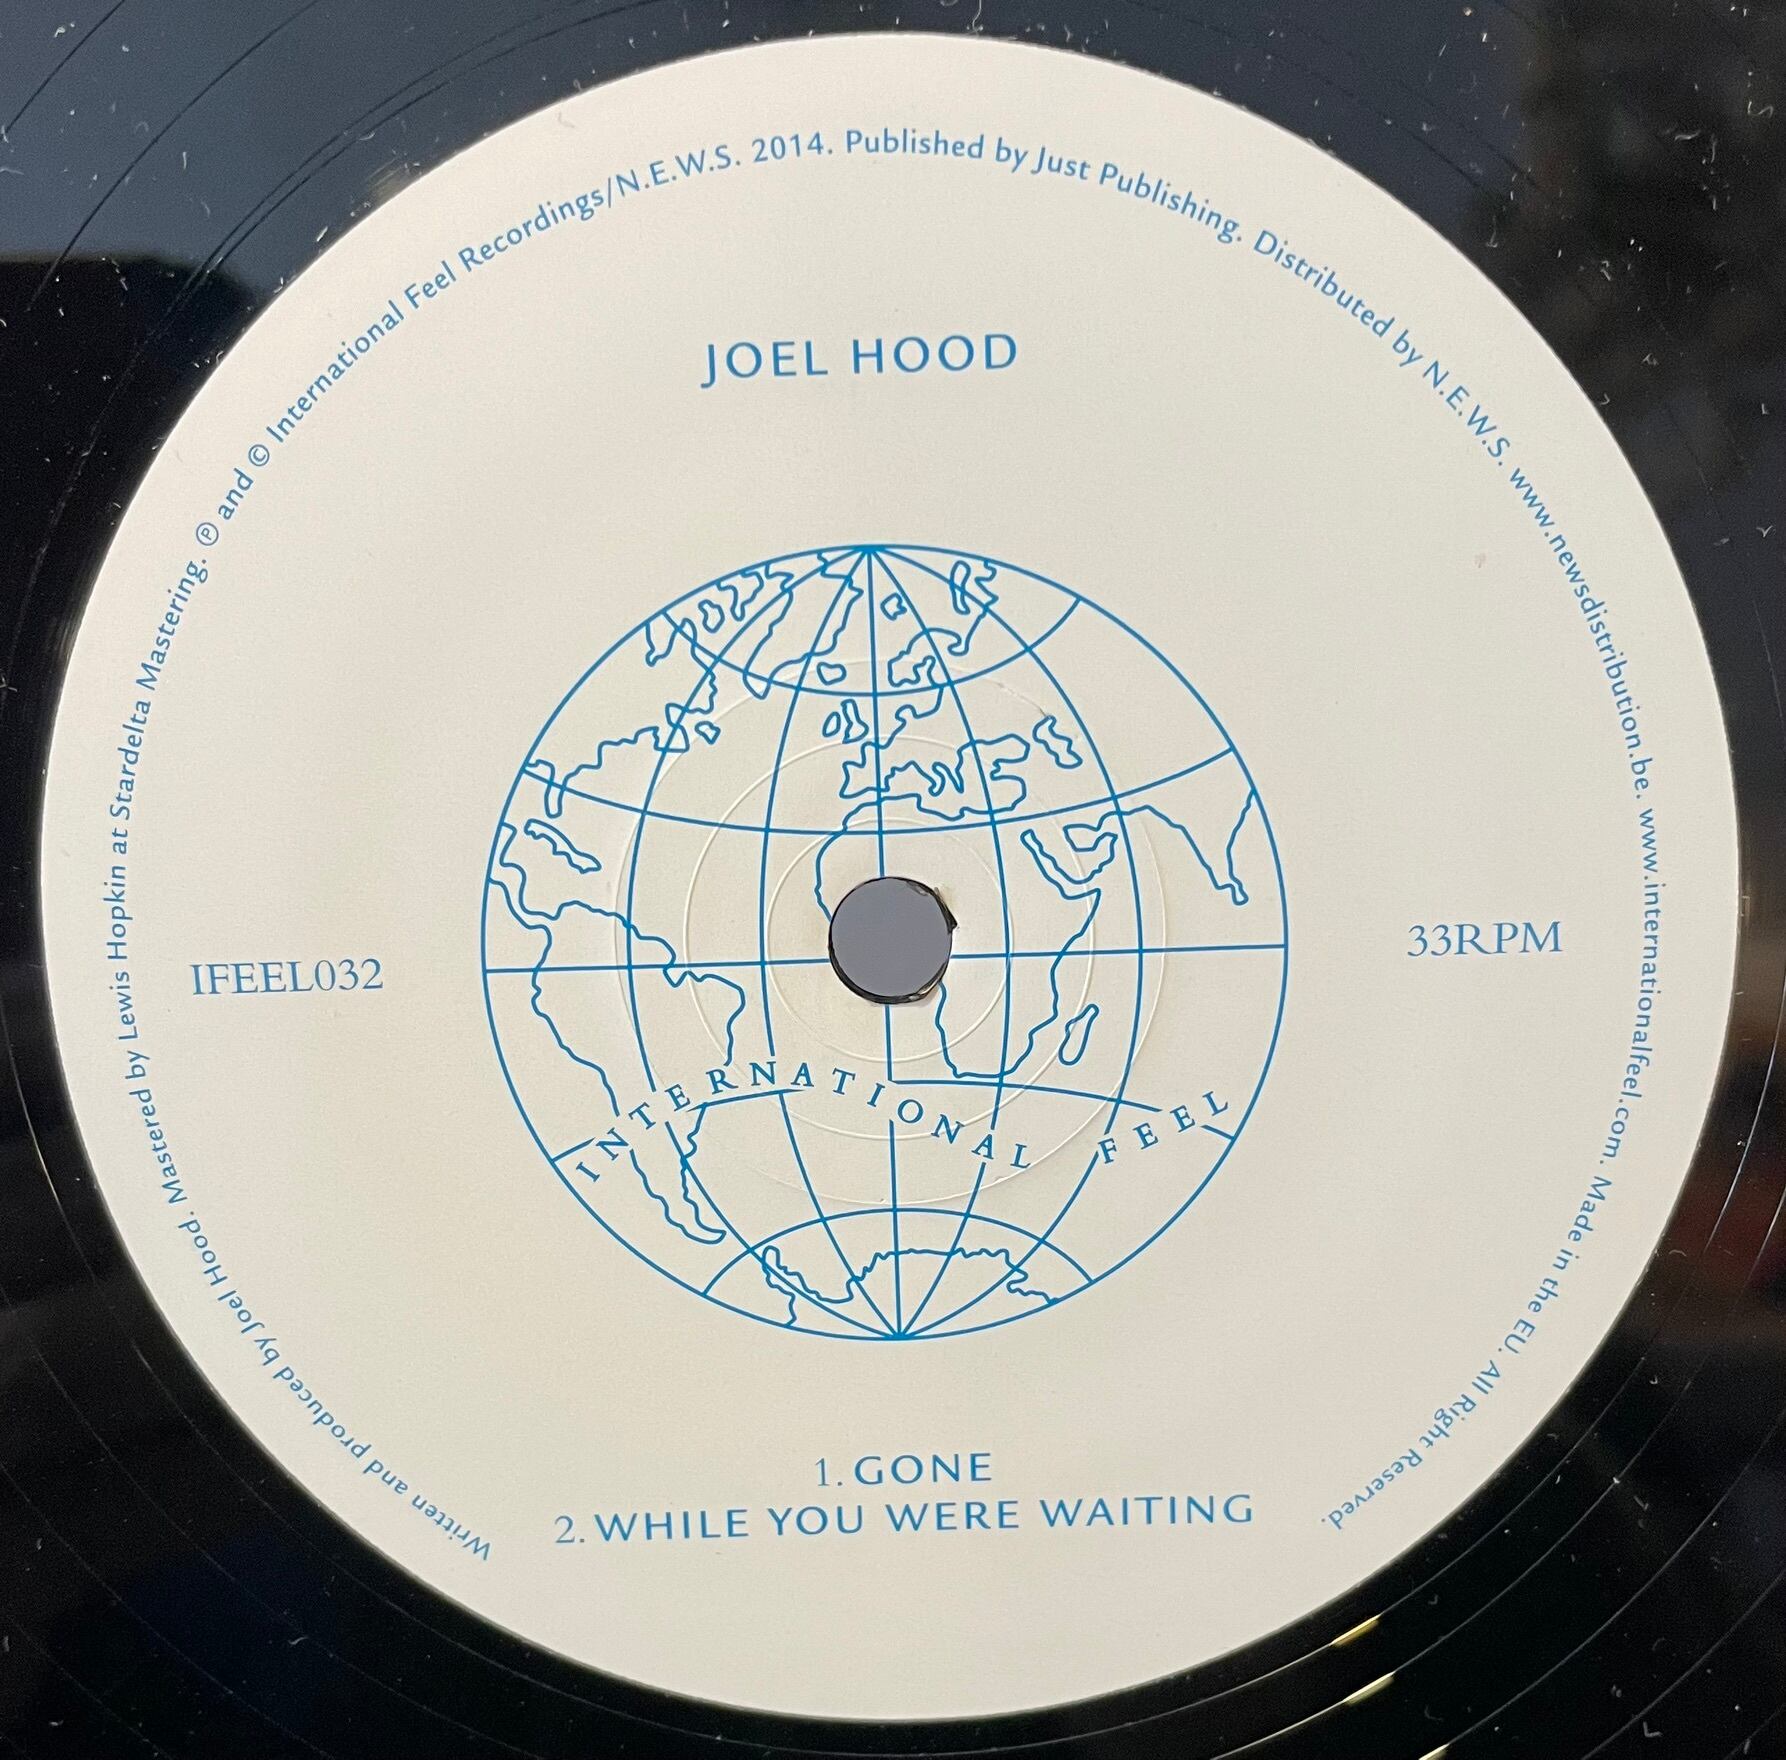 Written and produced by Joel Hood. Mastered by Lewis Hopkin at Stardelta Mastering. ℗ and © International Feel Recordings/N.E.W.S. 2014. Published by Just Publishing. Distributed by N.E.W.S. www.newsdistribution.be. www.internationalfeel.com. Made in the EU. All Right Reserved.
JOEL HOOD
IFEEL032
33RPM
INTERNATIONAL FEEL
1. GONE
2. WHILE YOU WERE WAITING